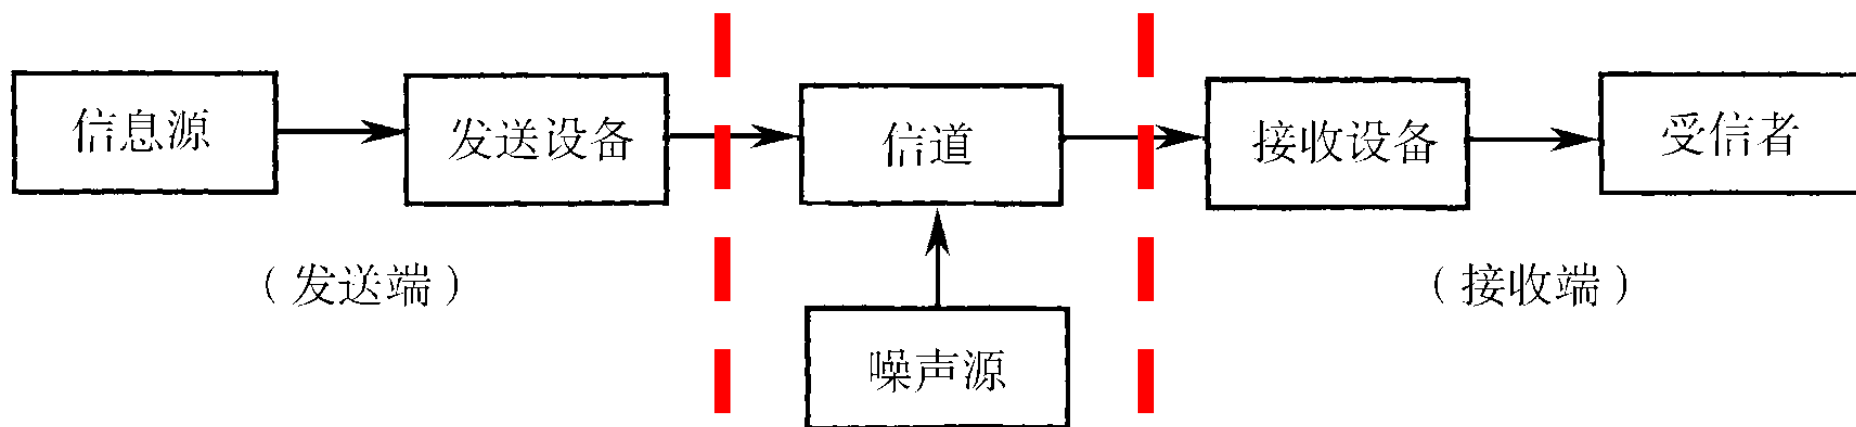 信息源
发送设备
信道
接收设备
受信者
（发送端）
（接收端）
噪声源